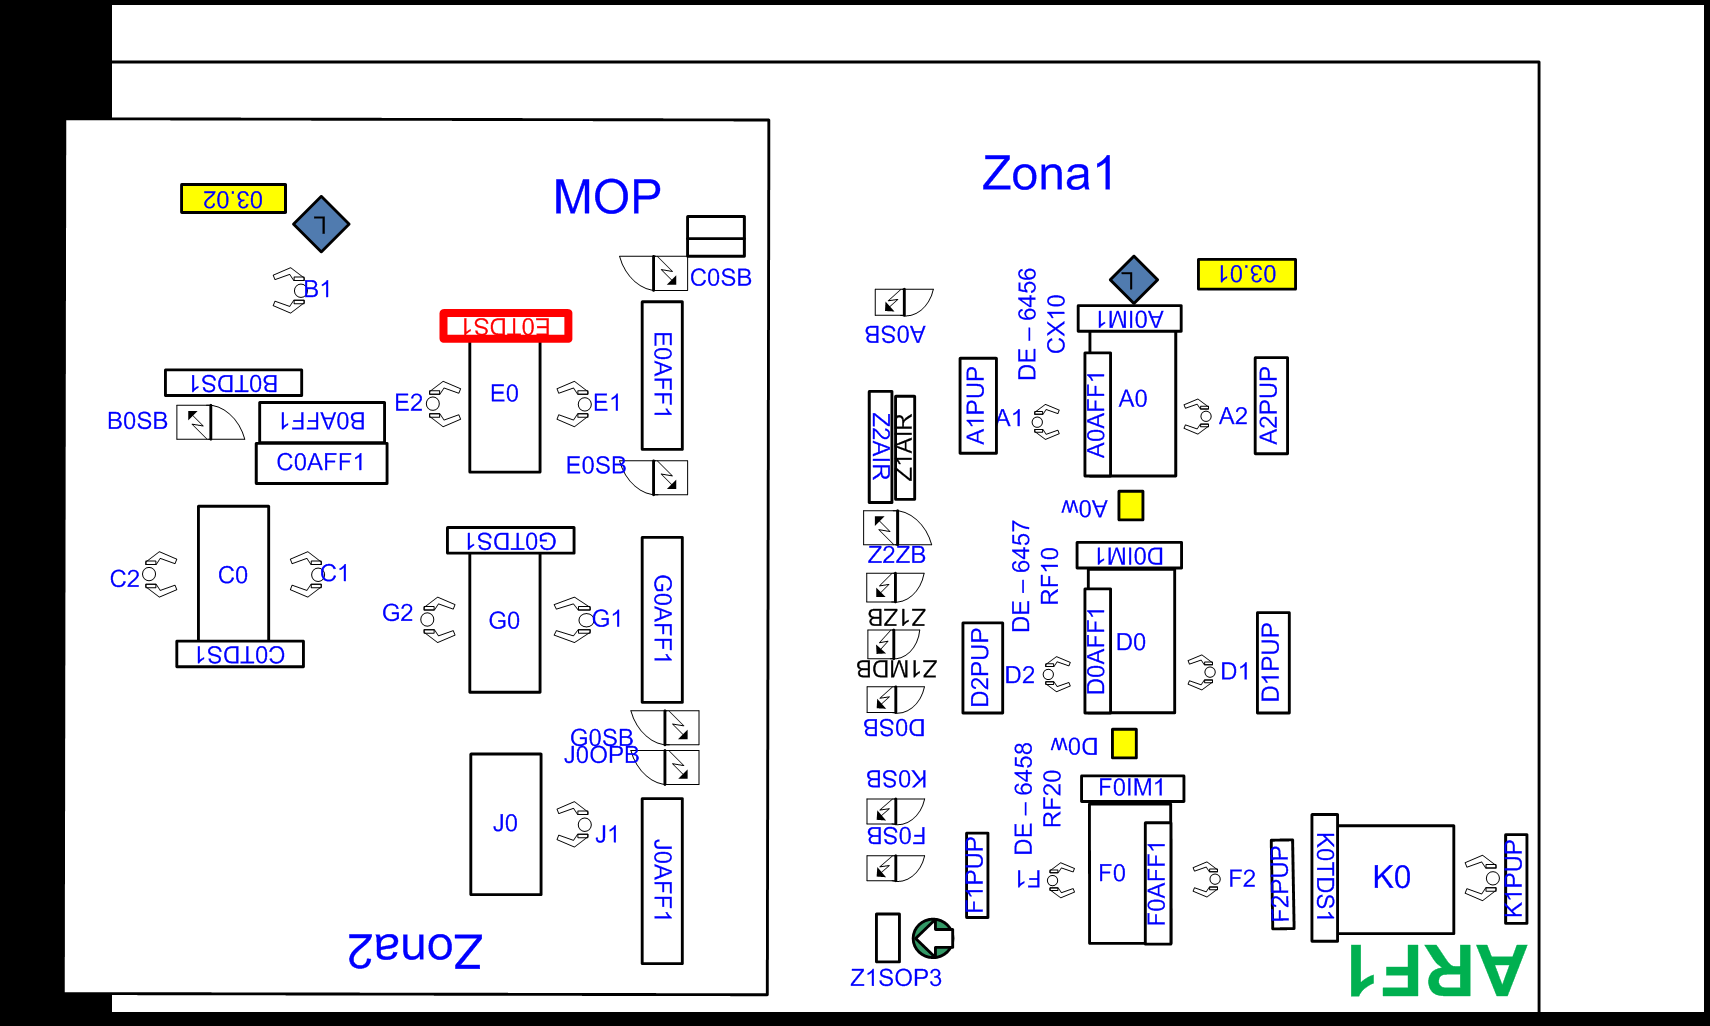 MOP
Zona1
03.02
L
B1
C0SB
E0TDS1
E0AFF1
E0
E2
E1
B0TDS1
B0SB
B0AFF1
C0AFF1
E0SB
C0
C2
C1
C0TDS1
G0TDS1
G0AFF1
G0
G2
G1
G0SB
J0OPB
J0
J1
J0AFF1
Zona2
A0SB
DE – 6456
CX10
L
03.01
A0IM1
A1PUP
A1
A0AFF1
A0
A2
A2PUP
Z2AIR
Z1AIR
A0w
Z2ZB
DE – 6457
RF10
D0IM1
Z1ZB
Z1MDB
D2PUP
D2
D0AFF1
D0
D1
D1PUP
D0SB
D0w
K0SB
DE – 6458
RF20
F0IM1
F0SB
F1PUP
F1
F0
F0AFF1
F2
F2PUP
K0TDS1
K0
K1PUP
Z1SOP3
ARF1